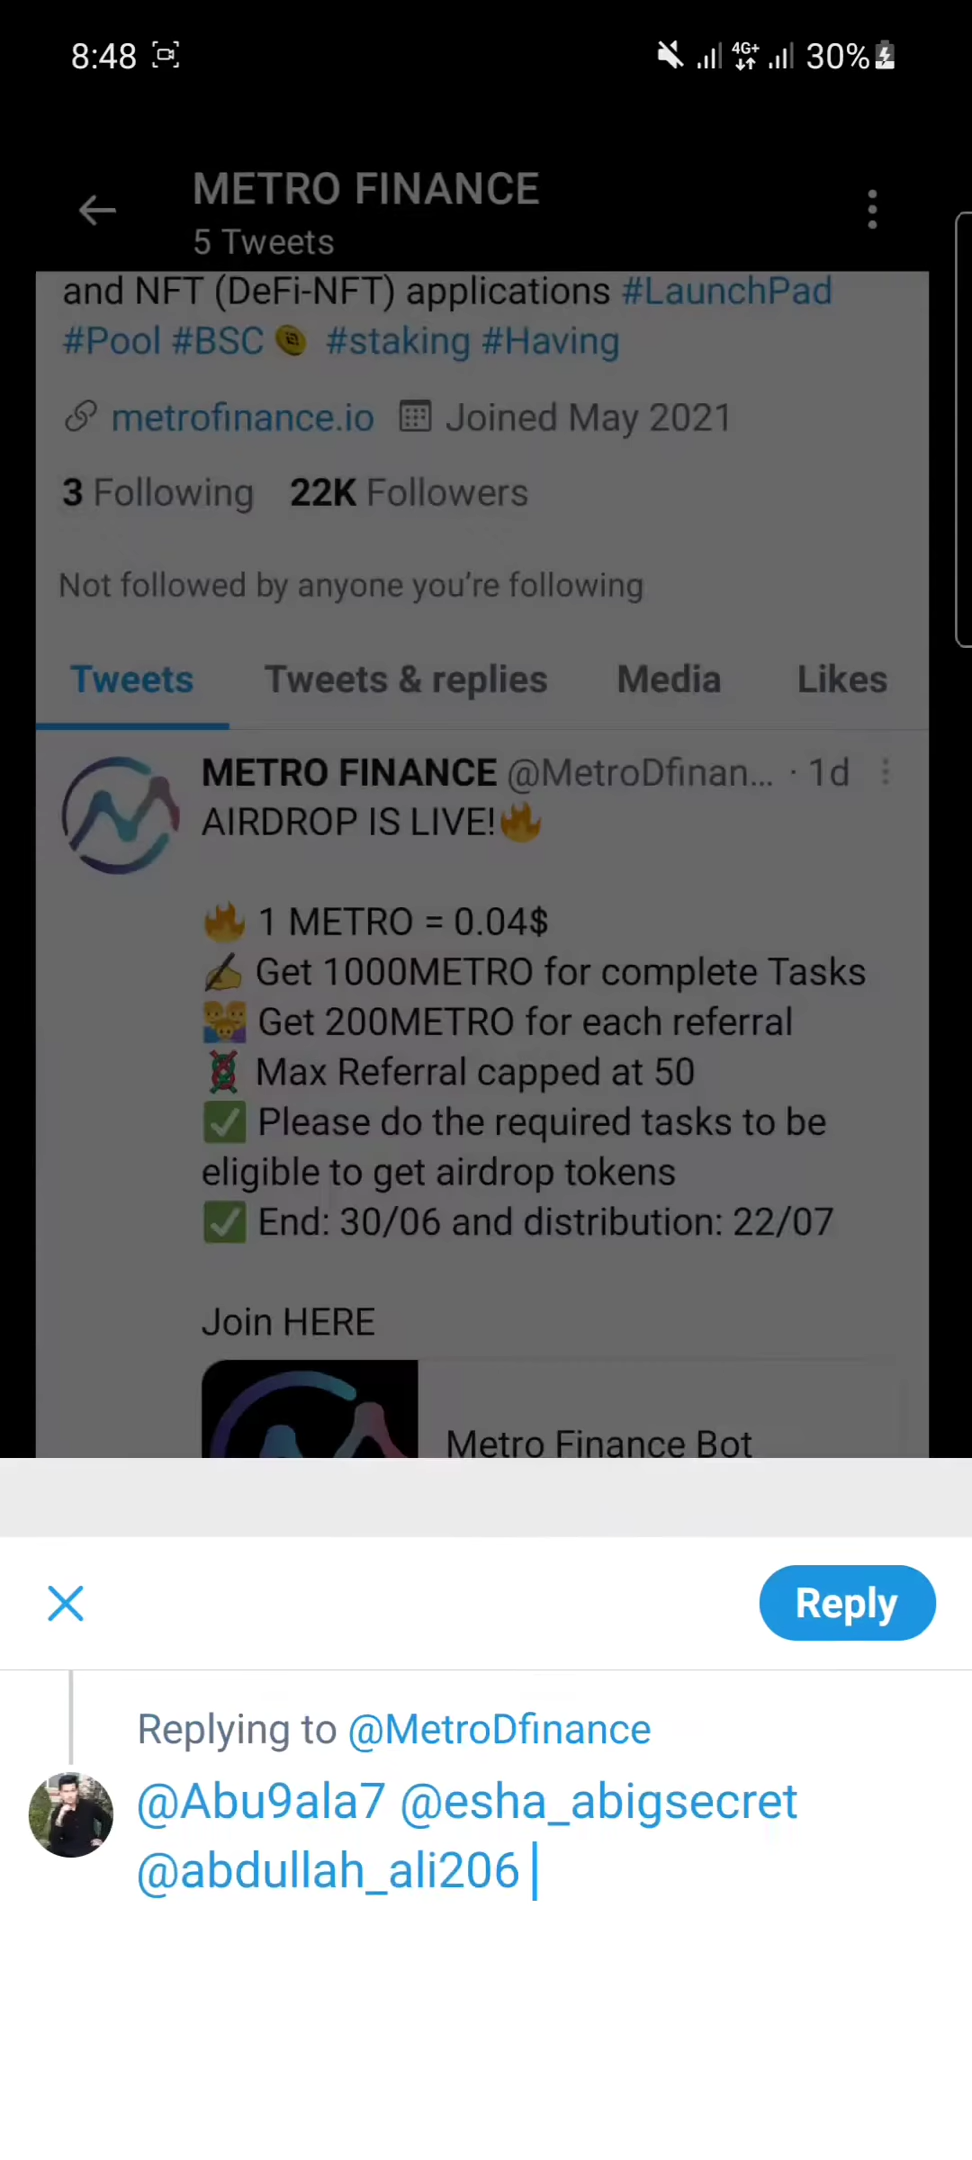 8:48 4G+ 30%
METRO FINANCE
5 Tweets
and NFT (DeFi-NFT) applications #LaunchPad
#Pool #BSC #staking #Having
metrofinance.io Joined May 2021
3 Following 22K Followers
Not followed by anyone you're following
Tweets Tweets & replies Media Likes
METRO FINANCE @MetroDfinan... · 1d
AIRDROP IS LIVE!🔥
🔥 1 METRO = 0.04$
✍ Get 1000METRO for complete Tasks
Get 200METRO for each referral
Max Referral capped at 50
✅ Please do the required tasks to be
eligible to get airdrop tokens
✅ End: 30/06 and distribution: 22/07
Join HERE
Metro Finance Bot
Reply
Replying to @MetroDfinance
@Abu9ala7 @esha_abigsecret
@abdullah_ali206